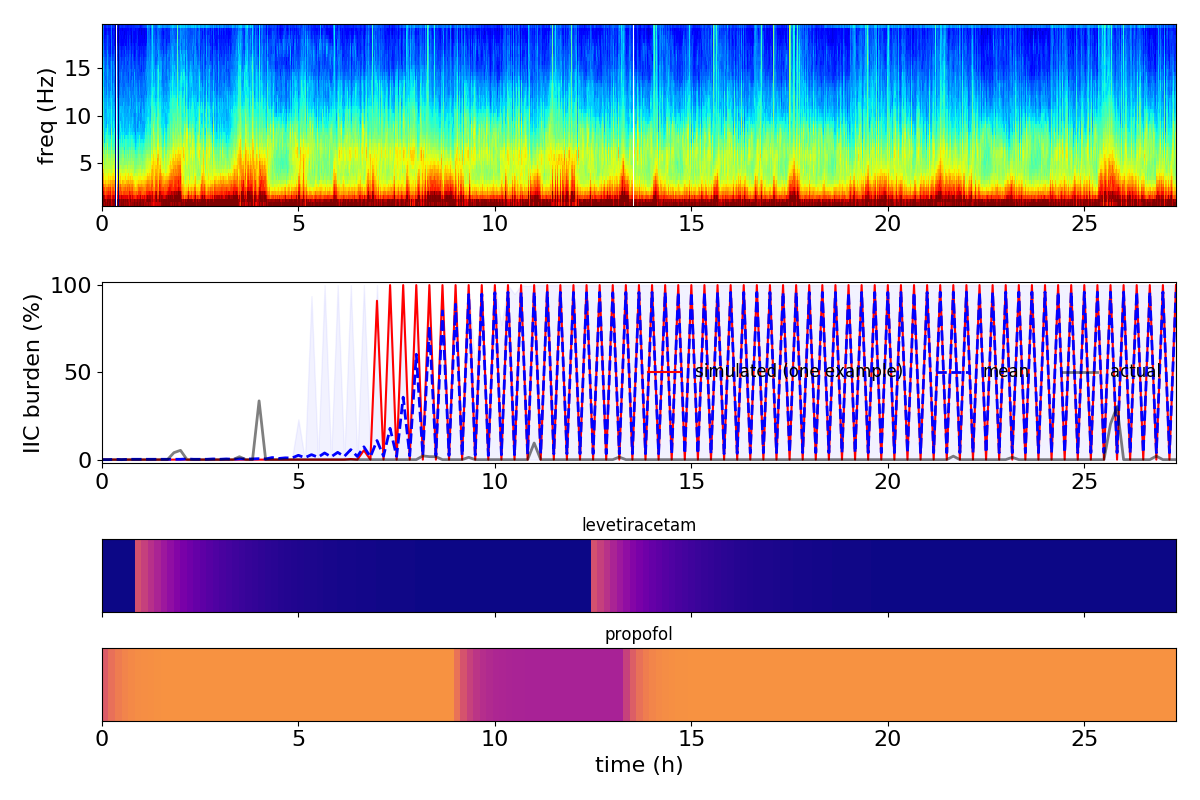 freq (Hz)
15
10
5
0 5 10 15 20 25
IIC burden (%)
100
50
0
simulated (one example) mean actual
0 5 10 15 20 25
levetiracetam
propofol
0 5 10 15 20 25
time (h)